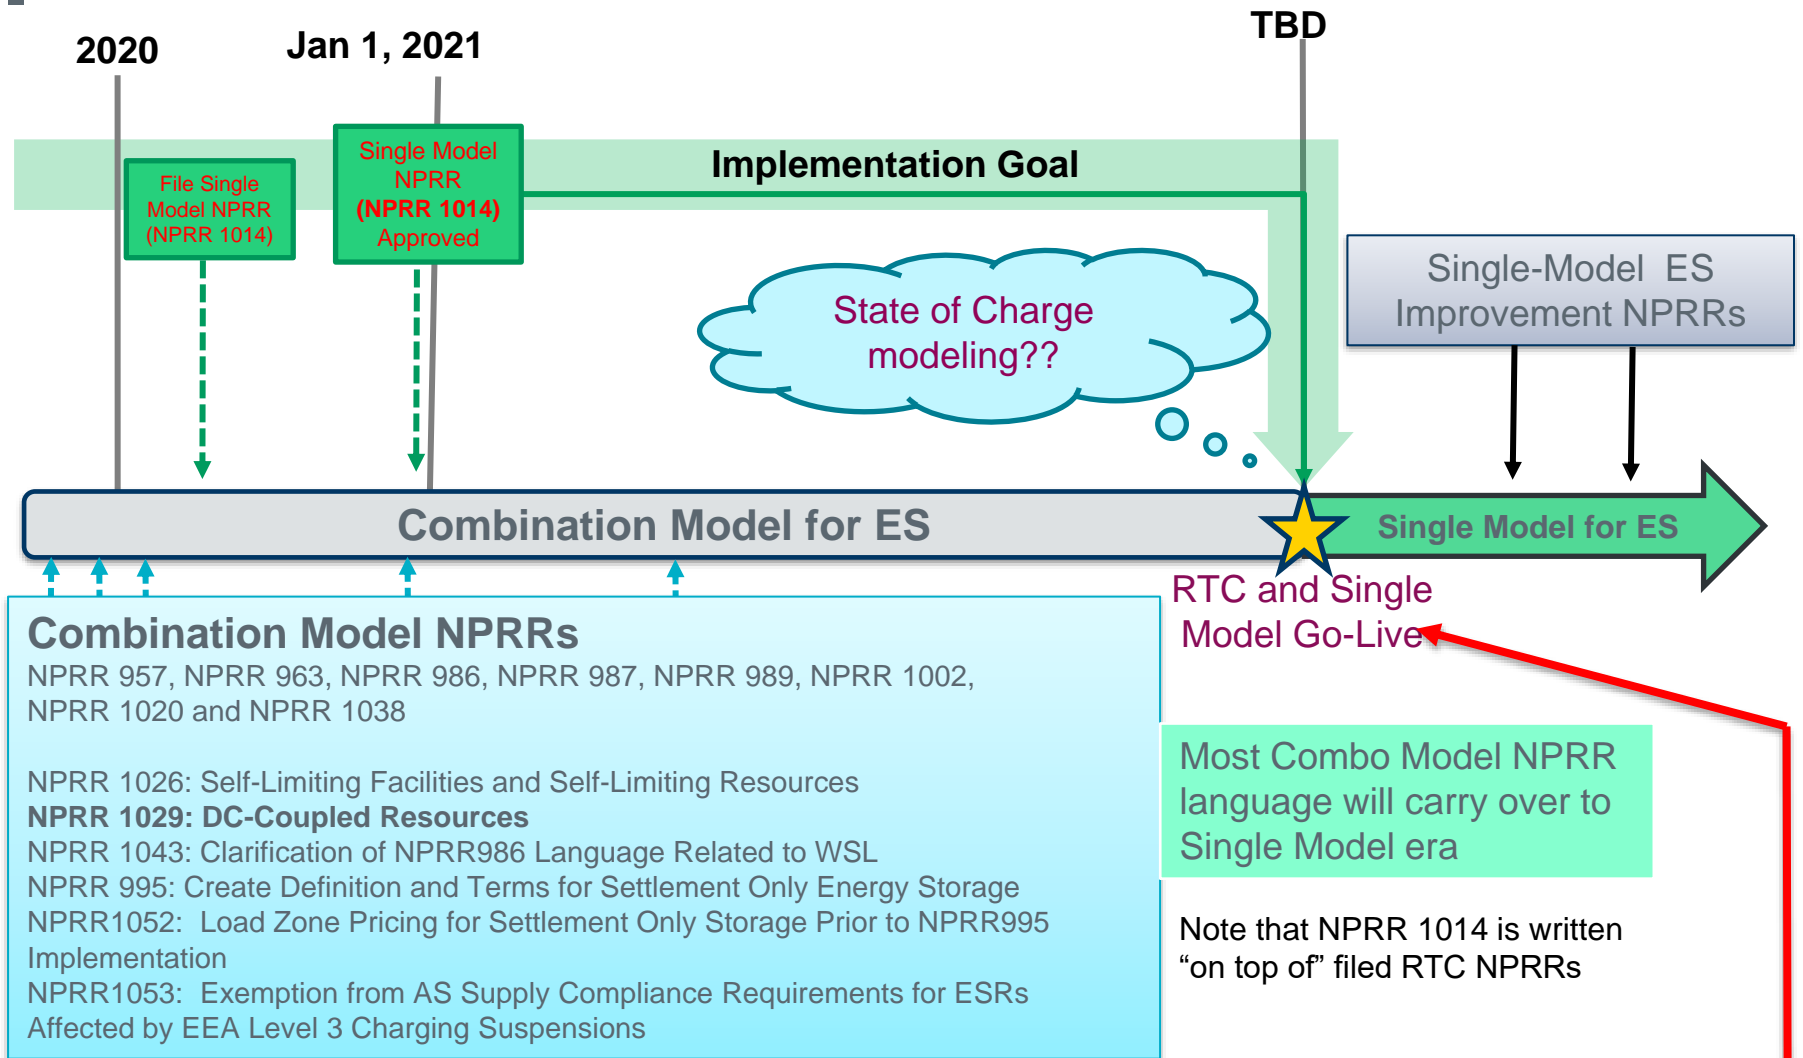 2020
Jan 1, 2021
TBD
File Single
Model NPRR
(NPRR 1014)
Single Model
NPRR
(NPRR 1014)
Approved
Implementation Goal
State of Charge
modeling??
Single-Model  ES
Improvement NPRRs
Combination Model for ES
Single Model for ES
RTC and Single
Model Go-Live
Combination Model NPRRs
NPRR 957, NPRR 963, NPRR 986, NPRR 987, NPRR 989, NPRR 1002,
NPRR 1020 and NPRR 1038
NPRR 1026: Self-Limiting Facilities and Self-Limiting Resources
NPRR 1029: DC-Coupled Resources
NPRR 1043: Clarification of NPRR986 Language Related to WSL
NPRR 995: Create Definition and Terms for Settlement Only Energy Storage
NPRR1052:  Load Zone Pricing for Settlement Only Storage Prior to NPRR995
Implementation
NPRR1053:  Exemption from AS Supply Compliance Requirements for ESRs
Affected by EEA Level 3 Charging Suspensions
Most Combo Model NPRR
language will carry over to
Single Model era
Note that NPRR 1014 is written
“on top of” filed RTC NPRRs